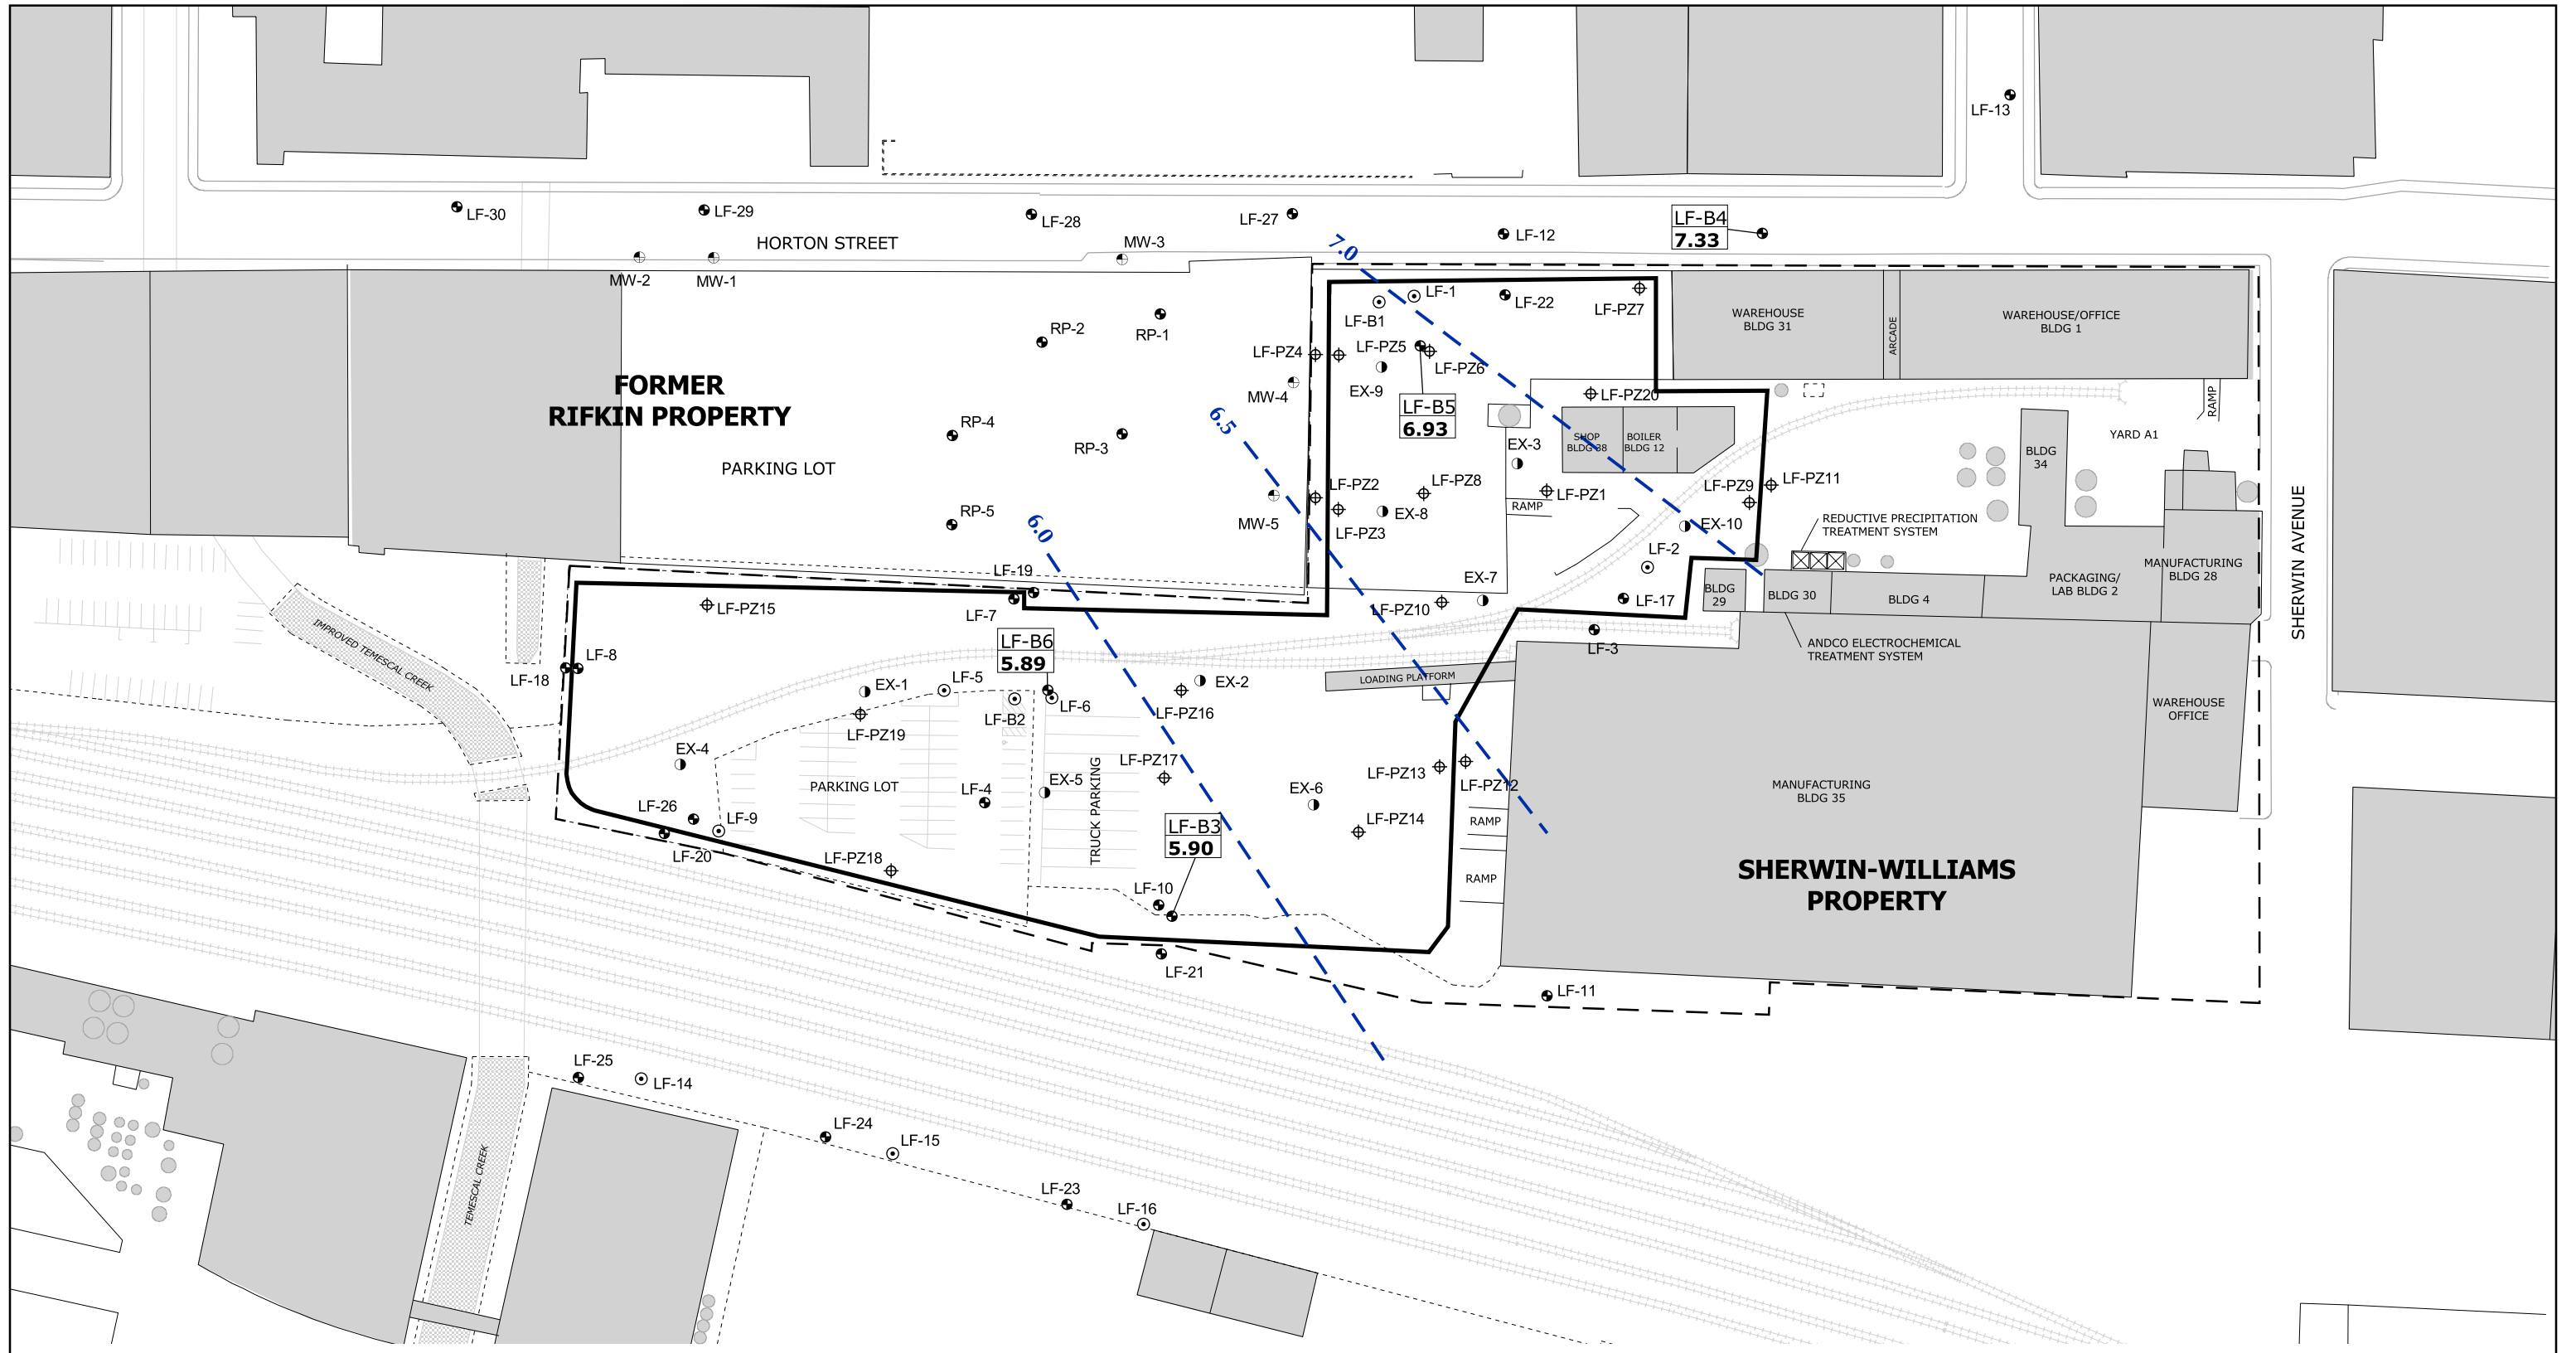 LF-13
LF-30
LF-29
LF-28
LF-27
LF-12
LF-B4
7.33
HORTON STREET
MW-3
7.0
MW-2
MW-1
LF-1
LF-B1
LF-22
LF-PZ7
WAREHOUSE
BLDG 31
ARCADE
WAREHOUSE/OFFICE
BLDG 1
RP-2
RP-1
LF-PZ4
LF-PZ5
LF-PZ6
MW-4
EX-9
FORMER
RIFKIN PROPERTY
LF-PZ20
RAMP
LF-B5
6.93
6.5
RP-4
RP-3
EX-3
SHOP
BLDG 38
BOILER
BLDG 12
YARD A1
BLDG
34
PARKING LOT
LF-PZ2
LF-PZ8
LF-PZ1
LF-PZ9
LF-PZ11
RP-5
MW-5
EX-8
LF-PZ3
RAMP
EX-10
REDUCTIVE PRECIPITATION
TREATMENT SYSTEM
SHERWIN AVENUE
6.0
LF-2
LF-19
EX-7
LF-PZ10
LF-17
BLDG
29
BLDG 30
BLDG 4
PACKAGING/
LAB BLDG 2
MANUFACTURING
BLDG 28
LF-PZ15
LF-7
LF-3
ANDCO ELECTROCHEMICAL
TREATMENT SYSTEM
IMPROVED TEMESCAL CREEK
LF-8
LF-18
LF-B6
5.89
LOADING PLATFORM
EX-1
LF-5
LF-B2
LF-6
EX-2
LF-PZ16
WAREHOUSE
OFFICE
LF-PZ19
EX-4
LF-PZ17
LF-PZ13
LF-PZ12
PARKING LOT
LF-4
EX-5
TRUCK PARKING
EX-6
MANUFACTURING
BLDG 35
LF-26
LF-9
LF-20
LF-B3
5.90
LF-PZ14
RAMP
LF-PZ18
RAMP
SHERWIN-WILLIAMS
PROPERTY
LF-10
LF-21
LF-11
LF-25
LF-14
LF-24
LF-15
TEMESCAL CREEK
LF-23
LF-16